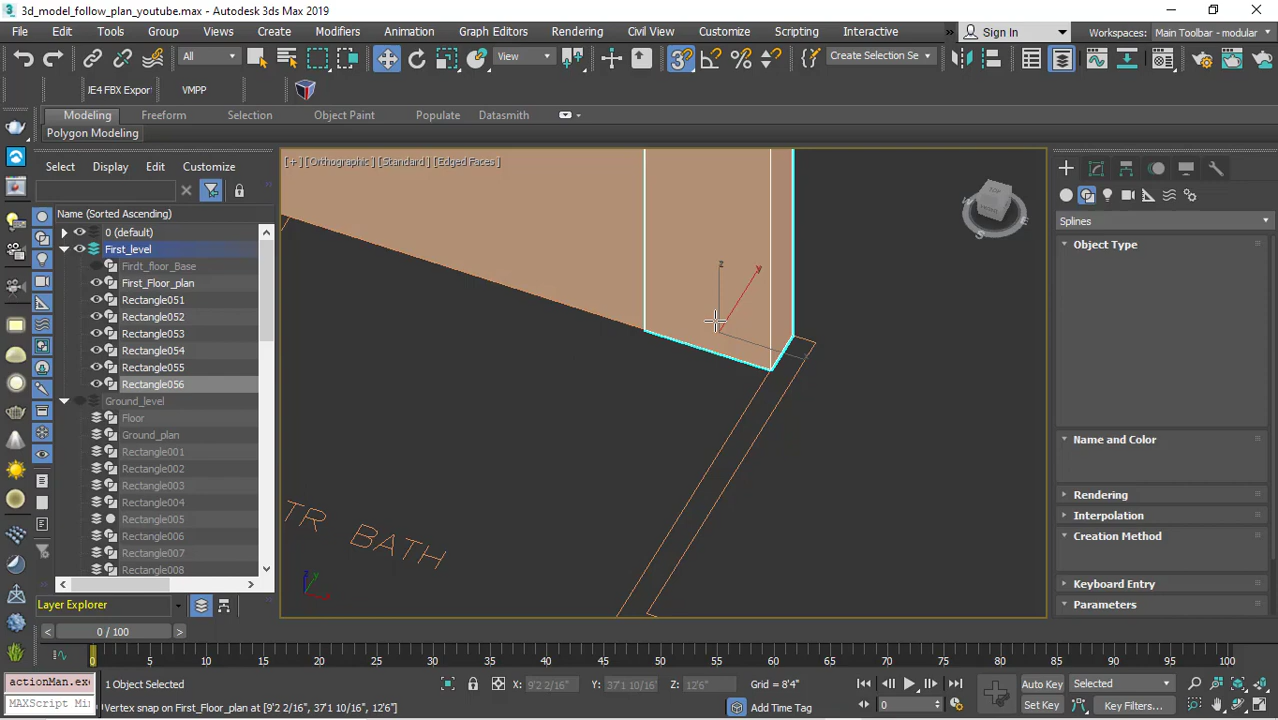 3d_model_follow_plan_youtube.max - Autodesk 3ds Max 2019
File Edit Tools Group Views Create Modifiers Animation Graph Editors Rendering Civil View Customize Scripting Interactive Sign In Workspaces: Main Toolbar - modular
All View Create Selection Se
JE4 FBX Export VMPP
Modeling Freeform Selection Object Paint Populate Datasmith
Polygon Modeling
Select Display Edit Customize
[+] [Orthographic] [Standard] [Edged Faces]
Name (Sorted Ascending)
0 (default)
First_level
Firdt_floor_Base
First_Floor_plan
Rectangle051
Rectangle052
Rectangle053
Rectangle054
Rectangle055
Rectangle056
Ground_level
Floor
Ground_plan
Rectangle001
Rectangle002
Rectangle003
Rectangle004
Rectangle005
Rectangle006
Rectangle007
Rectangle008
Layer Explorer
TOP
FRONT
W
S
E
z
y
TR BATH
Splines
Object Type
Name and Color
Rendering
Interpolation
Creation Method
Keyboard Entry
Parameters
< 0 / 100 >
0 5 10 15 20 25 30 35 40 45 50 55 60 65 70 75 80 85 90 95 100
actionMan.exe
MAXScript Mi
1 Object Selected
X: 9'2 2/16" Y: 37'1 10/16" Z: 12'6" Grid = 8'4"
Vertex snap on First_Floor_plan at [9'2 2/16", 37'1 10/16", 12'6"]
Add Time Tag
0
Auto Key Selected
Set Key Key Filters...